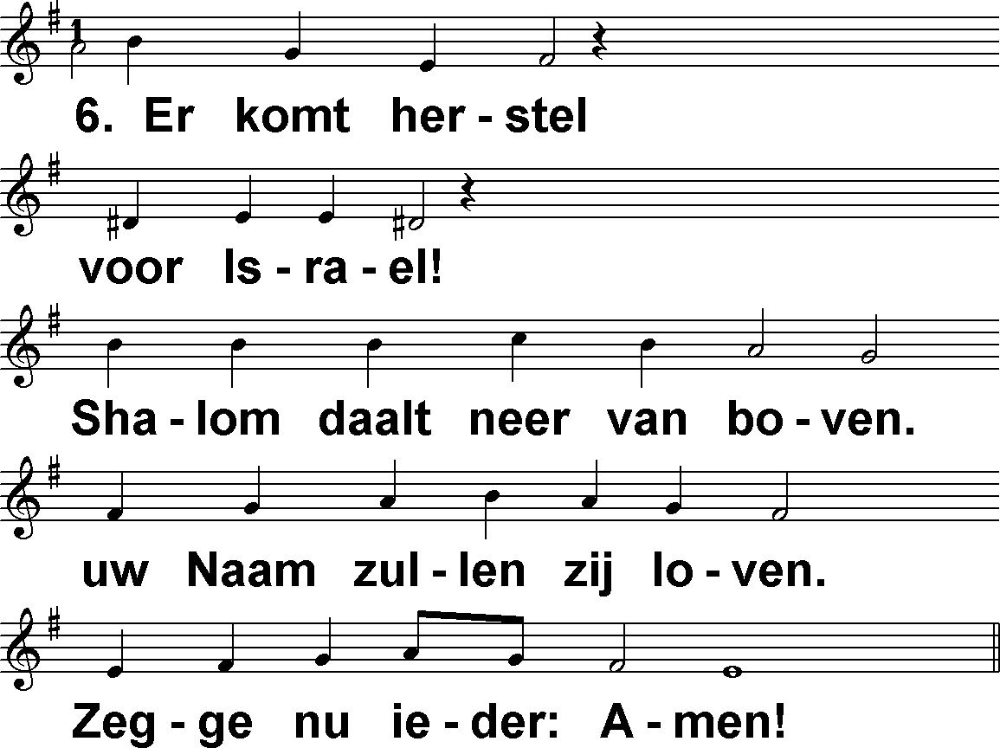 1
6. Er komt her - stel
voor Is - ra - el!
Sha - lom daalt neer van bo - ven.
uw Naam zul - len zij lo - ven.
Zeg - ge nu ie - der: A - men!